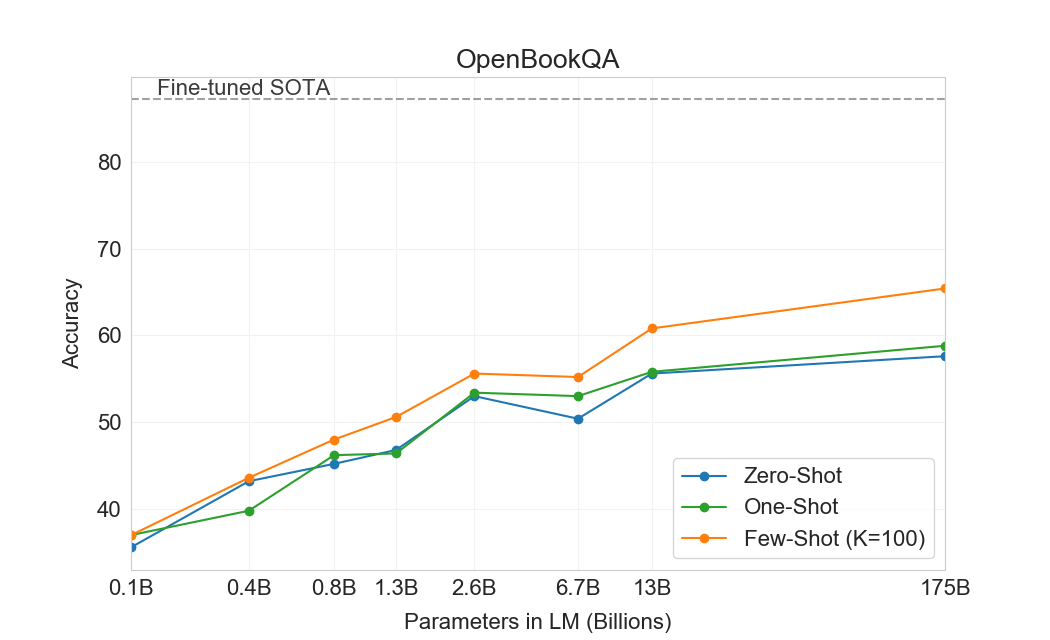 OpenBookQA
Fine-tuned SOTA
80
70
60
50
40
Accuracy
Zero-Shot
One-Shot
Few-Shot (K=100)
0.1B 0.4B 0.8B 1.3B 2.6B 6.7B 13B 175B
Parameters in LM (Billions)